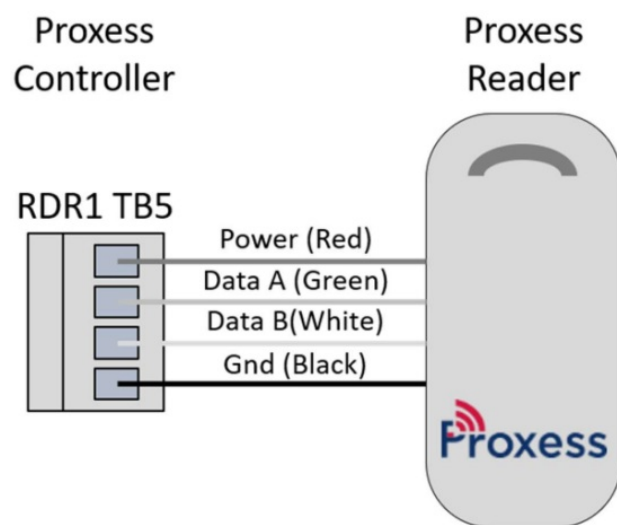 Proxess
Controller
Proxess
Reader
RDR1 TB5
Power (Red)
Data A (Green)
Data B(White)
Gnd (Black)
Proxess